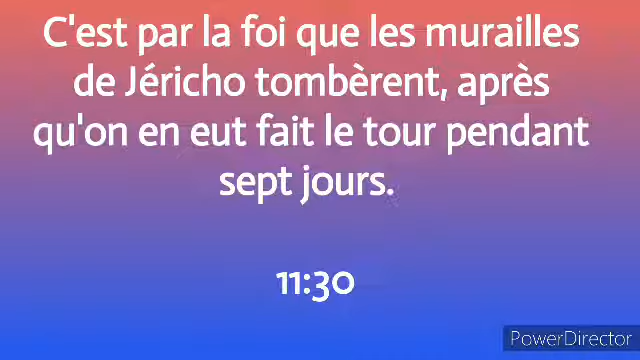 C'est par la foi que les murailles
de Jéricho tombèrent, après
qu'on en eut fait le tour pendant
sept jours.
11:30
PowerDirector